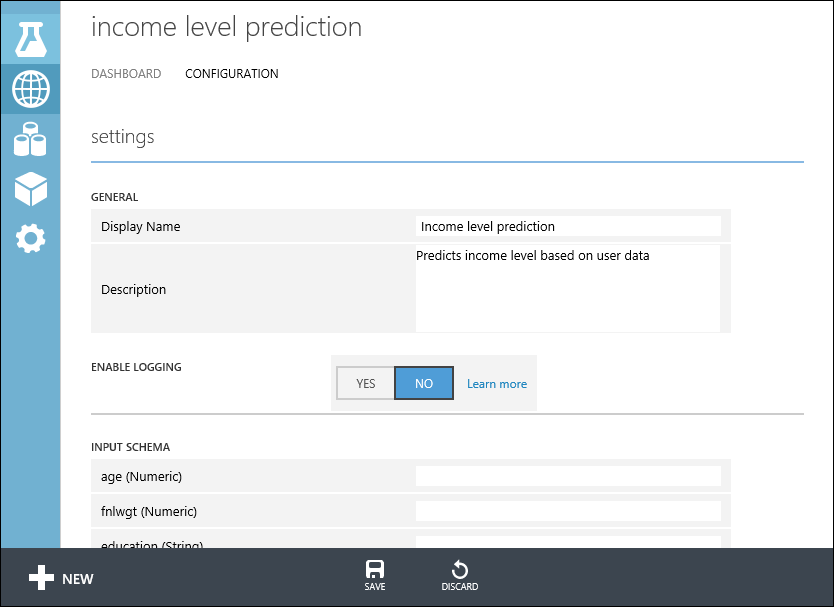 income level prediction
DASHBOARD CONFIGURATION
settings
GENERAL
Display Name Income level prediction
Predicts income level based on user data
Description
ENABLE LOGGING
YES NO Learn more
INPUT SCHEMA
age (Numeric)
fnlwgt (Numeric)
education (String)
NEW SAVE DISCARD